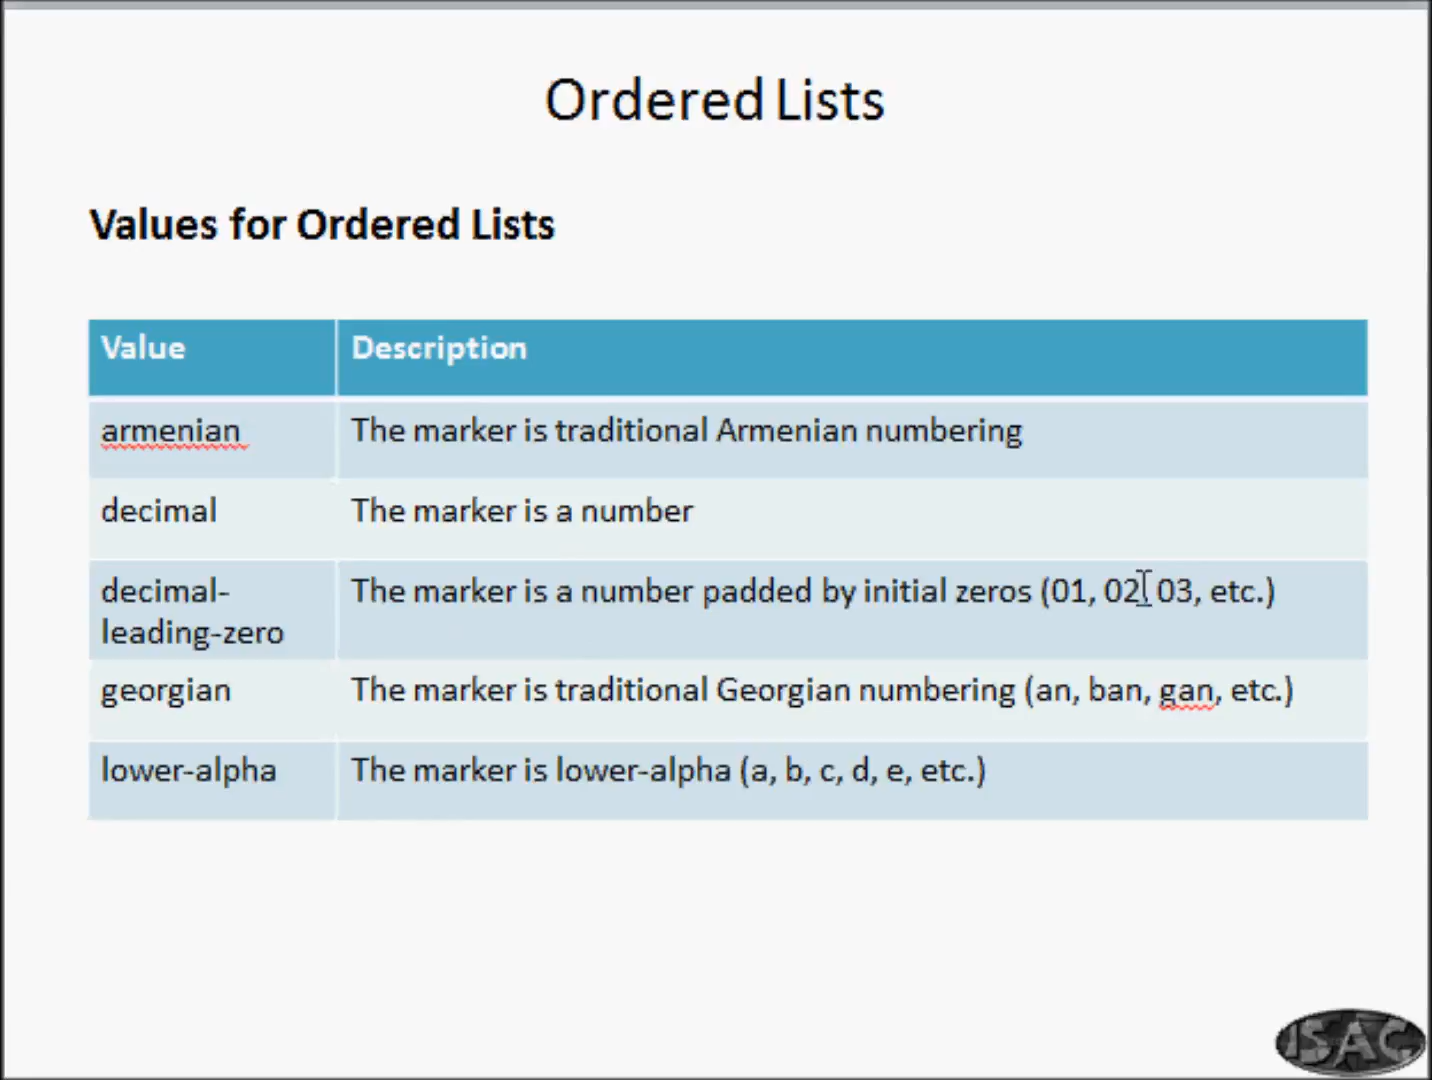 Ordered Lists
Values for Ordered Lists
Value Description
armenian The marker is traditional Armenian numbering
decimal The marker is a number
decimal- The marker is a number padded by initial zeros (01, 02, 03, etc.)
leading-zero
georgian The marker is traditional Georgian numbering (an, ban, gan, etc.)
lower-alpha The marker is lower-alpha (a, b, c, d, e, etc.)
ISAC